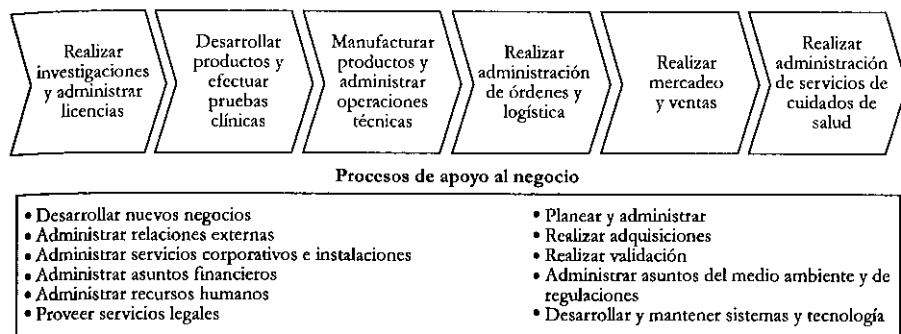 Realizar
investigaciones
y administrar
licencias
Desarrollar
productos y
efectuar
pruebas
clínicas
Manufacturar
productos y
administrar
operaciones
técnicas
Realizar
administración
de órdenes y
logística
Realizar
mercadeo
y ventas
Realizar
administración
de servicios de
cuidados de
salud
Procesos de apoyo al negocio
• Desarrollar nuevos negocios
• Administrar relaciones externas
• Administrar servicios corporativos e instalaciones
• Administrar asuntos financieros
• Administrar recursos humanos
• Proveer servicios legales
• Planear y administrar
• Realizar adquisiciones
• Realizar validación
• Administrar asuntos del medio ambiente y de
regulaciones
• Desarrollar y mantener sistemas y tecnología